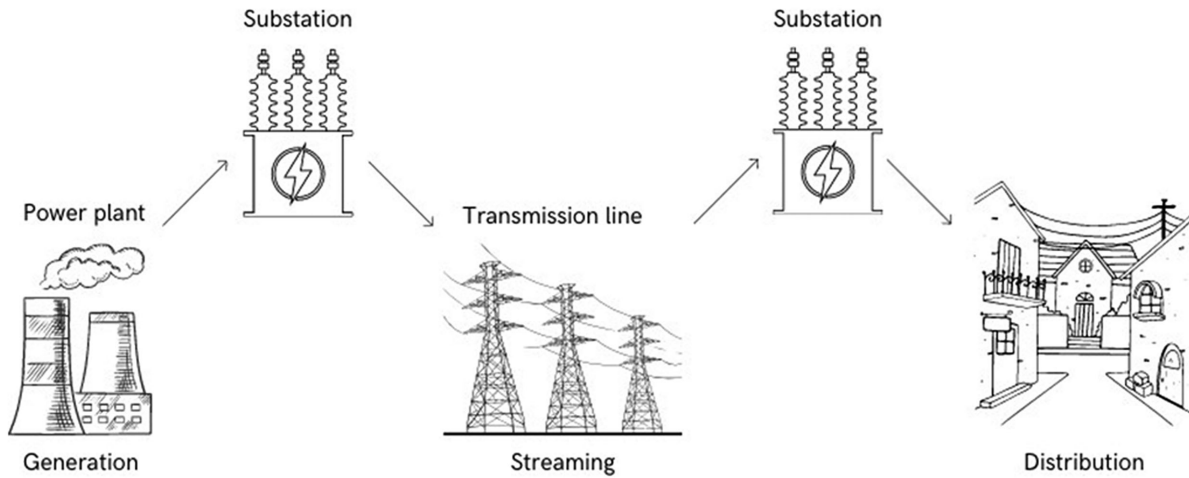 Substation
Substation
Power plant
Transmission line
Generation
Streaming
Distribution